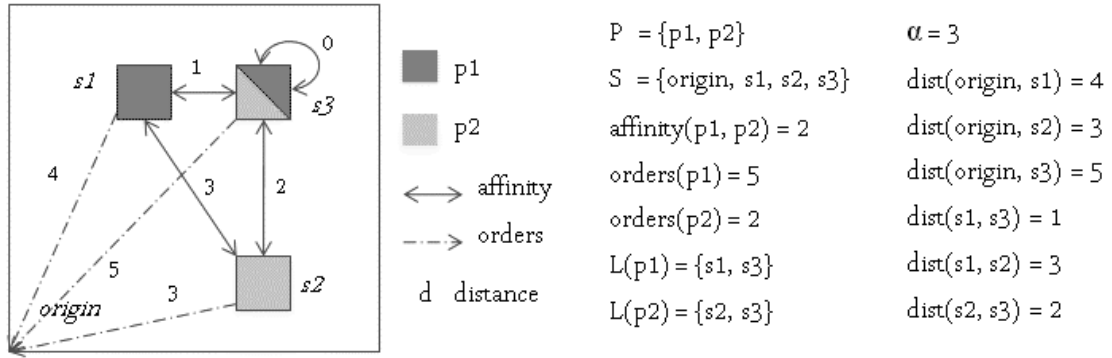 0
s1
1
s3
4
3
2
5
origin
3
s2
p1
p2
affinity
orders
d distance
P = {p1, p2}
S = {origin, s1, s2, s3}
affinity(p1, p2) = 2
orders(p1) = 5
orders(p2) = 2
L(p1) = {s1, s3}
L(p2) = {s2, s3}
α = 3
dist(origin, s1) = 4
dist(origin, s2) = 3
dist(origin, s3) = 5
dist(s1, s3) = 1
dist(s1, s2) = 3
dist(s2, s3) = 2